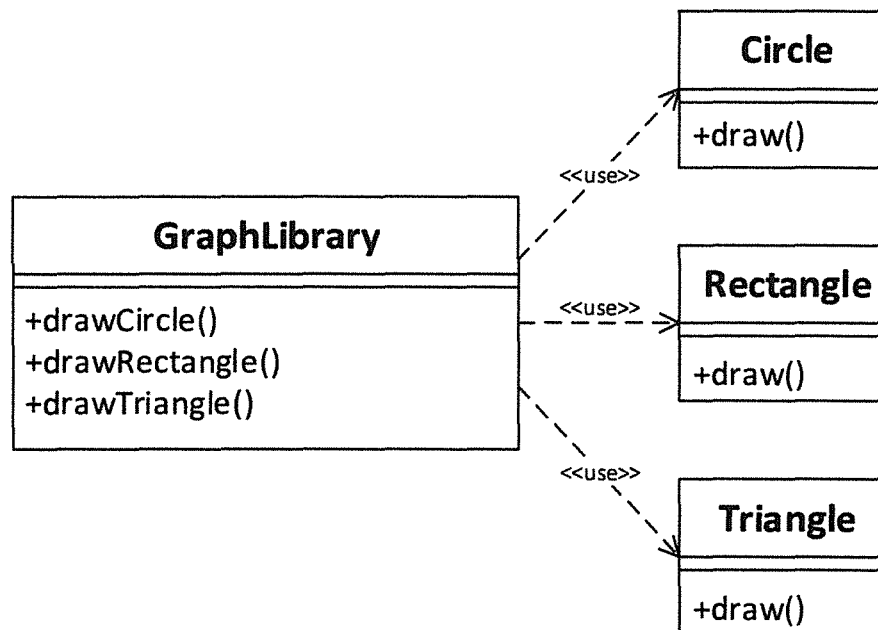 Circle
+draw()
<<use>>
GraphLibrary
+drawCircle()
+drawRectangle()
+drawTriangle()
<<use>>
Rectangle
+draw()
<<use>>
Triangle
+draw()